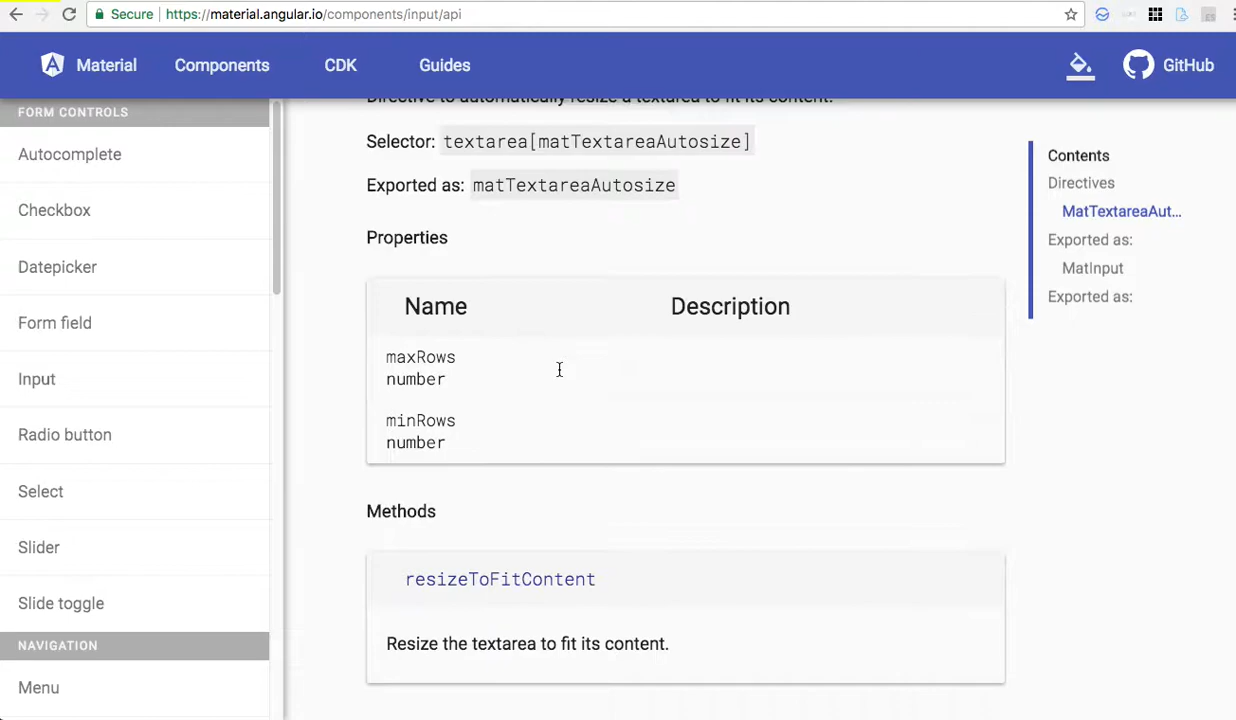 Secure
https://material.angular.io/components/input/api
Material
Components
CDK
Guides
GitHub
FORM CONTROLS
Autocomplete
Checkbox
Datepicker
Form field
Input
Radio button
Select
Slider
Slide toggle
NAVIGATION
Menu
Directive to automatically resize a textarea to fit its content.
Selector: textarea[matTextareaAutosize]
Exported as: matTextareaAutosize
Properties
Name Description
maxRows
number
minRows
number
Methods
resizeToFitContent
Resize the textarea to fit its content.
Contents
Directives
MatTextareaAut...
Exported as:
MatInput
Exported as: